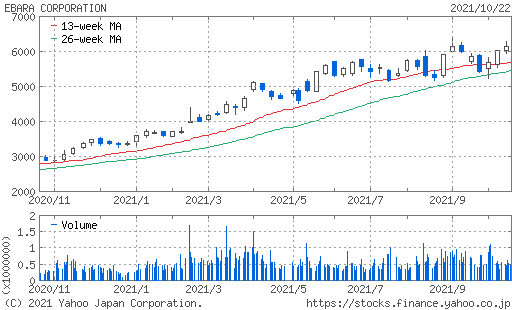 EBARA CORPORATION 2021/10/22
7000
13-week MA
26-week MA
6000
5000
4000
3000
2000
2020/11 2021/1 2021/3 2021/5 2021/7 2021/9
2
Volume
1.5
1
0.5
0
(x1000000)
2020/11 2021/1 2021/3 2021/5 2021/7 2021/9
(C) 2021 Yahoo Japan Corporation. https://stocks.finance.yahoo.co.jp